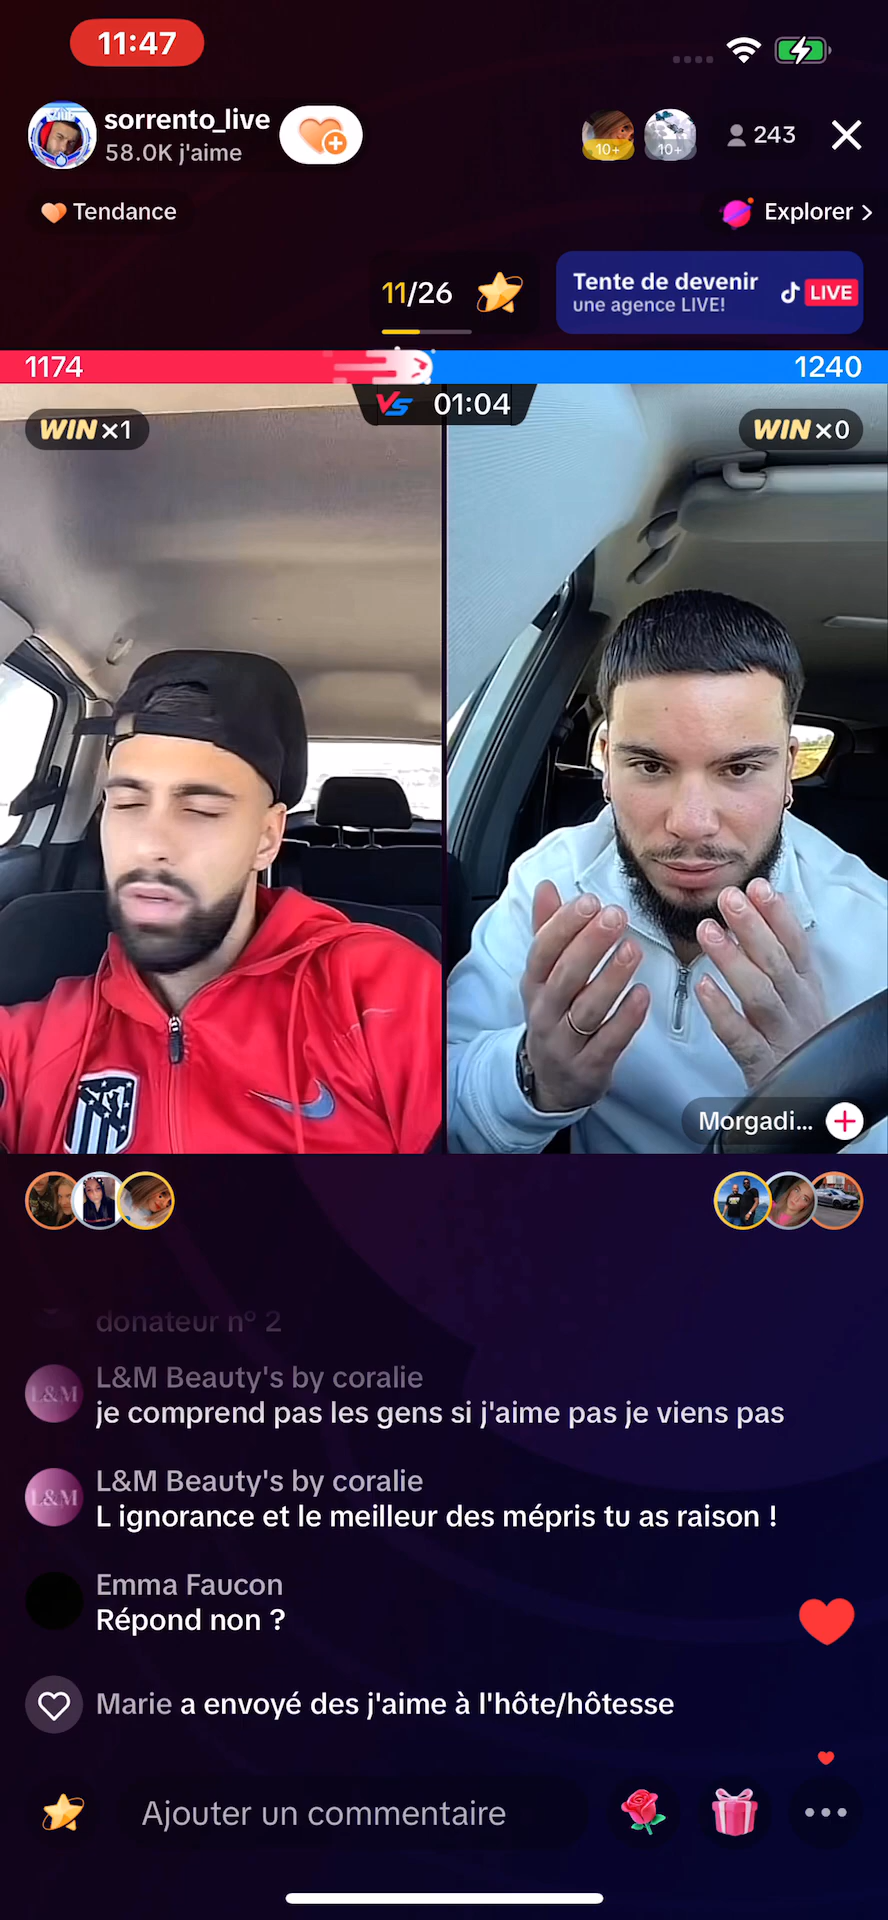 11:47
sorrento_live
58.0K j'aime
10+
10+
243
Tendance
Explorer
11/26
Tente de devenir
une agence LIVE!
LIVE
1174
1240
VS 01:04
WIN x1
WIN x0
Morgadi...
donateur n° 2
L&M
L&M Beauty's by coralie
je comprend pas les gens si j'aime pas je viens pas
L&M
L&M Beauty's by coralie
L ignorance et le meilleur des mépris tu as raison !
Emma Faucon
Répond non ?
Marie a envoyé des j'aime à l'hôte/hôtesse
Ajouter un commentaire